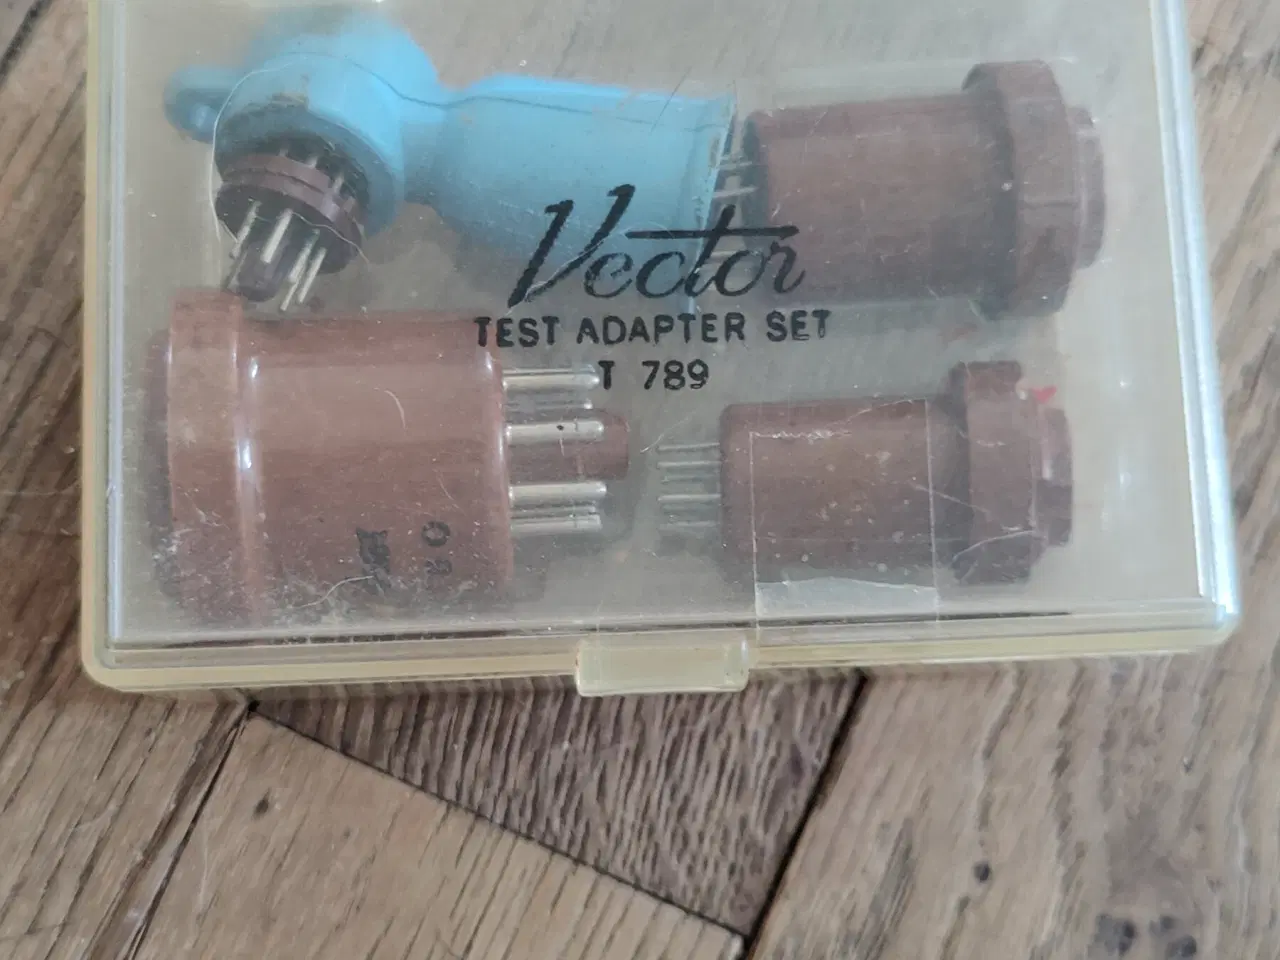 Vector
TEST ADAPTER SET
T 789